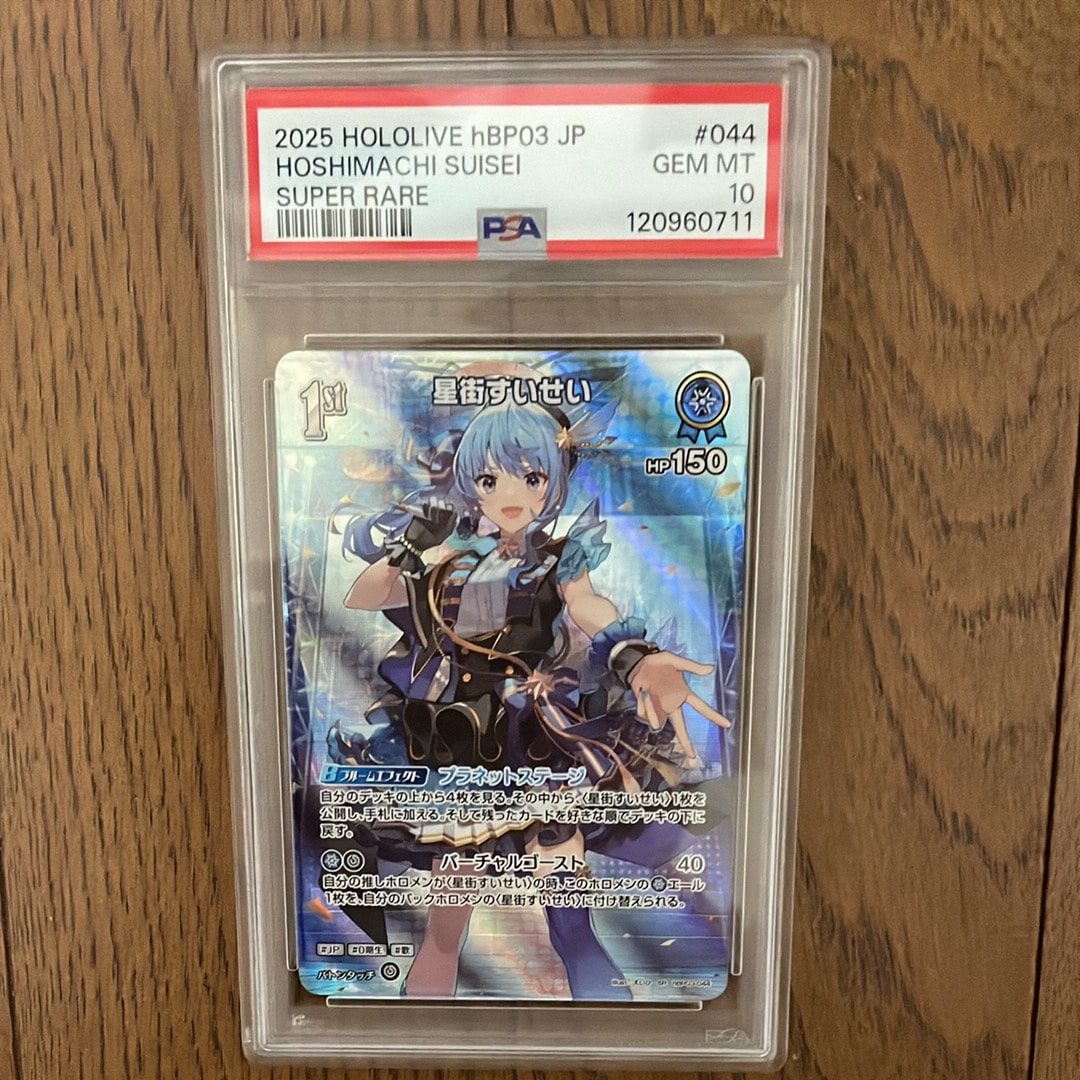 2025 HOLOLIVE hBP03 JP #044
HOSHIMACHI SUISEI GEM MT
SUPER RARE 10
PSA 120960711
1st 星街すいせい
HP150
ブルームエフェクト プラネットステージ
自分のデッキの上から4枚を見る。その中から、〈星街すいせい〉1枚を
公開し、手札に加える。そして残ったカードを好きな順でデッキの下に
戻す。
バーチャルゴースト 40
自分の推しホロメンが〈星街すいせい〉の時、このホロメンの 青エール
1枚を、自分のバックホロメンの〈星街すいせい〉に付け替えられる。
#JP #0期生 #歌
バトンタッチ
SR hBP03-044
PSA